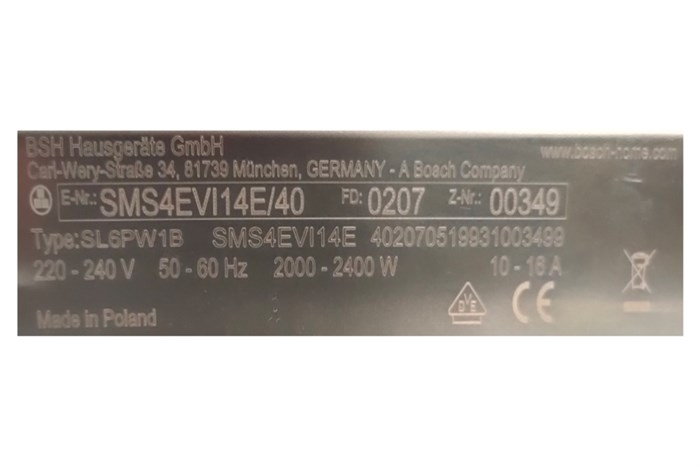 BSH Hausgeräte GmbH www.bosch-home.com
Carl-Wery-Straße 34, 81739 München, GERMANY - A Bosch Company
E-Nr.: SMS4EVI14E/40 FD: 0207 Z-Nr.: 00349
Type:SL6PW1B SMS4EVI14E 402070519931003499
220 - 240 V 50 - 60 Hz 2000 - 2400 W 10 - 16 A
DVE CE
Made in Poland